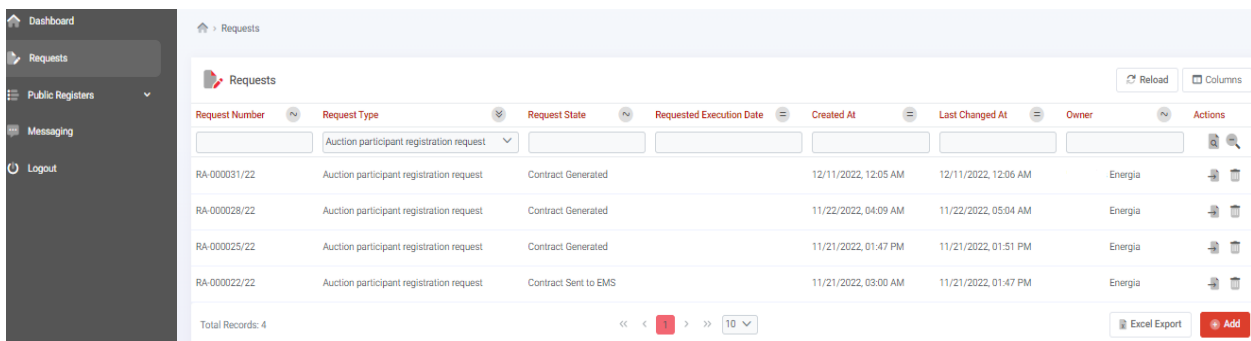 Dashboard
Requests
Public Registers
Messaging
Logout
> Requests
Requests
Reload
Columns
Request Number ~ Request Type Request State ~ Requested Execution Date = Created At = Last Changed At = Owner ~ Actions
Auction participant registration request
RA-000031/22 Auction participant registration request Contract Generated 12/11/2022, 12:05 AM 12/11/2022, 12:06 AM Energia
RA-000028/22 Auction participant registration request Contract Generated 11/22/2022, 04:09 AM 11/22/2022, 05:04 AM Energia
RA-000025/22 Auction participant registration request Contract Generated 11/21/2022, 01:47 PM 11/21/2022, 01:51 PM Energia
RA-000022/22 Auction participant registration request Contract Sent to EMS 11/21/2022, 03:00 AM 11/21/2022, 01:47 PM Energia
Total Records: 4
« ‹ 1 › » 10
Excel Export
Add